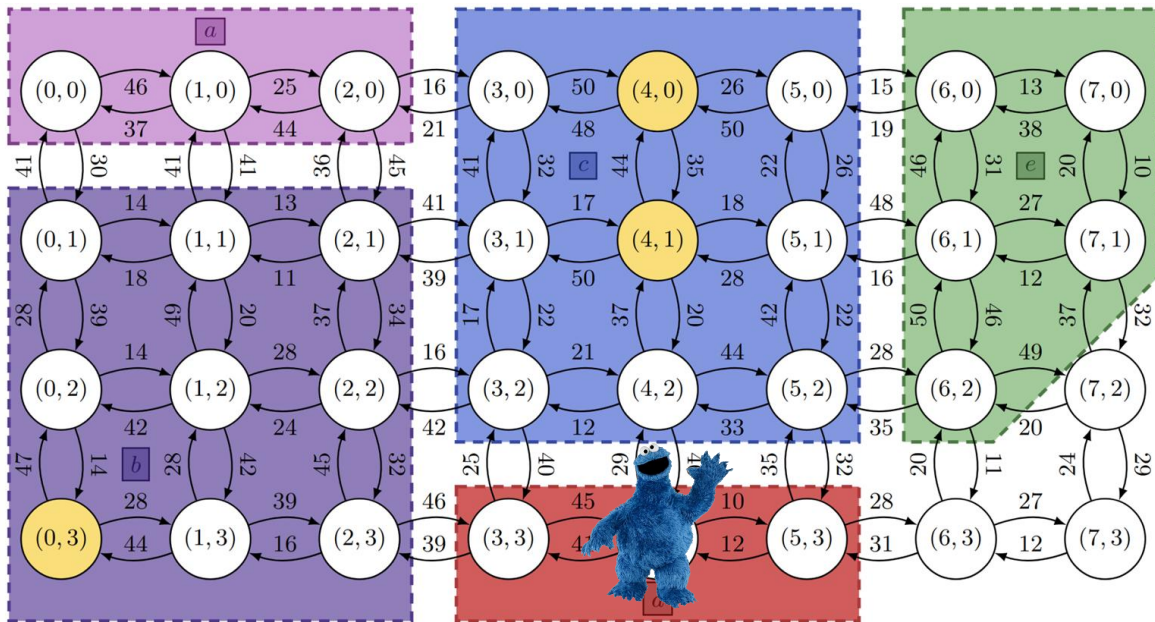 a
(0, 0) 46 (1, 0) 25 (2, 0) 16 (3, 0) 50 (4, 0) 26 (5, 0) 15 (6, 0) 13 (7, 0)
37 44 21 48 50 19 38
41 30 41 41 36 45 41 32 c 44 35 22 26 46 31 e 20 10
14 13 41 17 18 48 27
(0, 1) (1, 1) (2, 1) (3, 1) (4, 1) (5, 1) (6, 1) (7, 1)
18 11 39 50 28 16 12
28 39 49 20 37 34 17 22 37 20 42 22 50 46 37 32
14 28 16 21 44 28 49
(0, 2) (1, 2) (2, 2) (3, 2) (4, 2) (5, 2) (6, 2) (7, 2)
42 24 42 12 33 35 20
47 14 b 28 42 45 32 25 40 29 35 23 20 11 24 29
28 39 46 45 10 28 27
(0, 3) (1, 3) (2, 3) (3, 3) (5, 3) (6, 3) (7, 3)
44 16 39 12 31 12